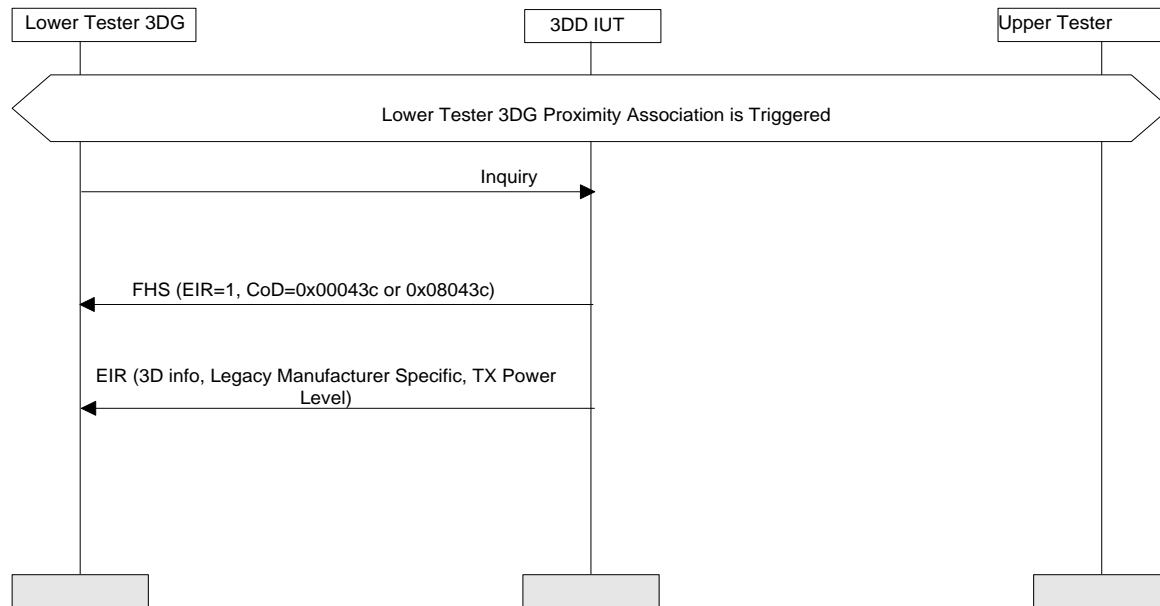 Lower Tester 3DG
3DD IUT
Upper Tester
Lower Tester 3DG Proximity Association is Triggered
Inquiry
FHS (EIR=1, CoD=0x00043c or 0x08043c)
EIR (3D info, Legacy Manufacturer Specific, TX Power
Level)